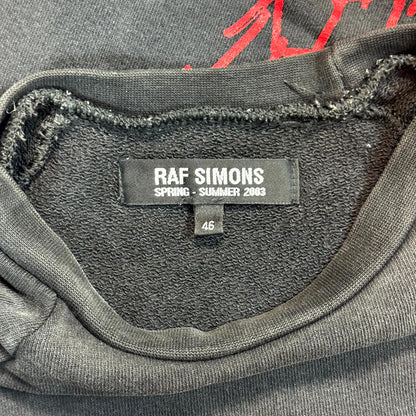 RAF SIMONS
SPRING - SUMMER 2003
46